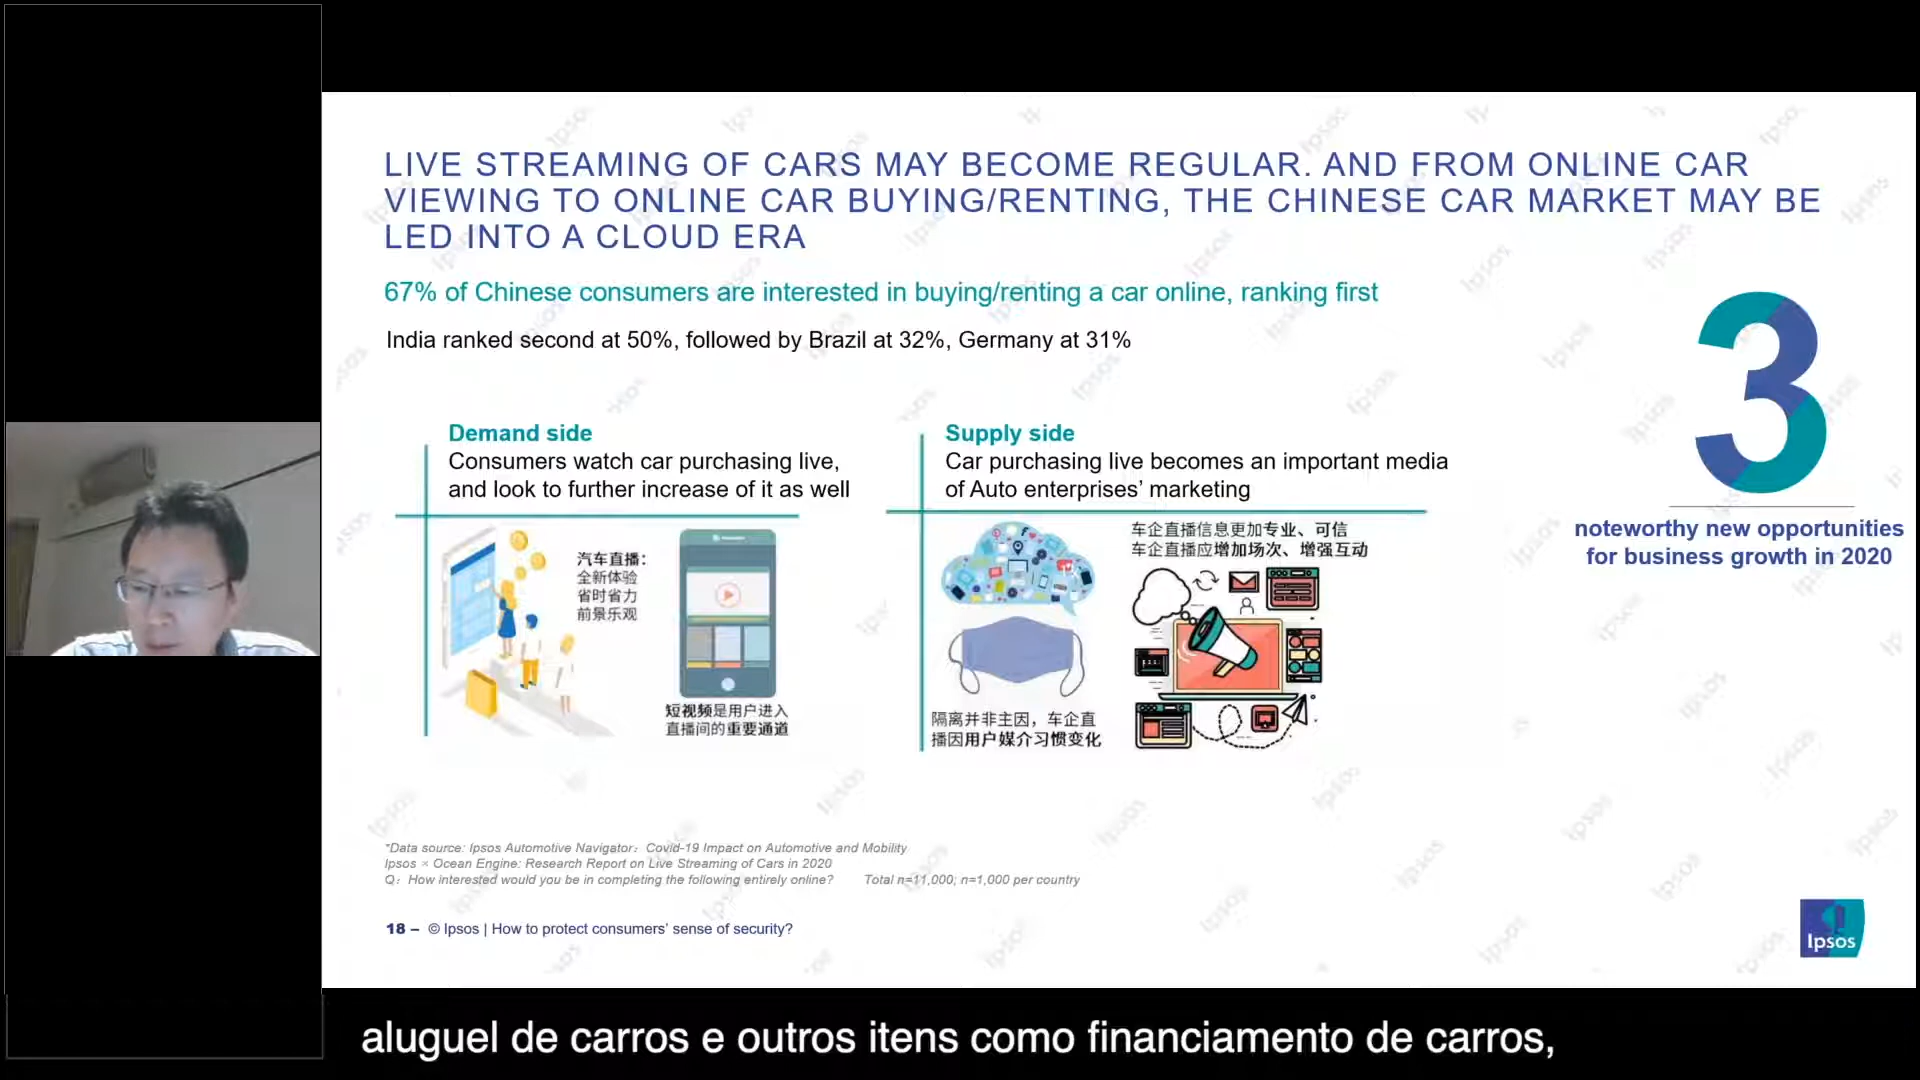 LIVE STREAMING OF CARS MAY BECOME REGULAR. AND FROM ONLINE CAR
VIEWING TO ONLINE CAR BUYING/RENTING, THE CHINESE CAR MARKET MAY BE
LED INTO A CLOUD ERA
67% of Chinese consumers are interested in buying/renting a car online, ranking first
India ranked second at 50%, followed by Brazil at 32%, Germany at 31%
3
noteworthy new opportunities
for business growth in 2020
Demand side
Consumers watch car purchasing live,
and look to further increase of it as well
汽车直播：
全新体验
省时省力
前景乐观
短视频是用户进入
直播间的重要通道
Supply side
Car purchasing live becomes an important media
of Auto enterprises’ marketing
车企直播信息更加专业、可信
车企直播应增加场次、增强互动
隔离并非主因，车企直
播因用户媒介习惯变化
*Data source: Ipsos Automotive Navigator：Covid-19 Impact on Automotive and Mobility
Ipsos × Ocean Engine: Research Report on Live Streaming of Cars in 2020
Q：How interested would you be in completing the following entirely online? Total n=11,000; n=1,000 per country
18 – © Ipsos | How to protect consumers’ sense of security?
Ipsos
aluguel de carros e outros itens como financiamento de carros,